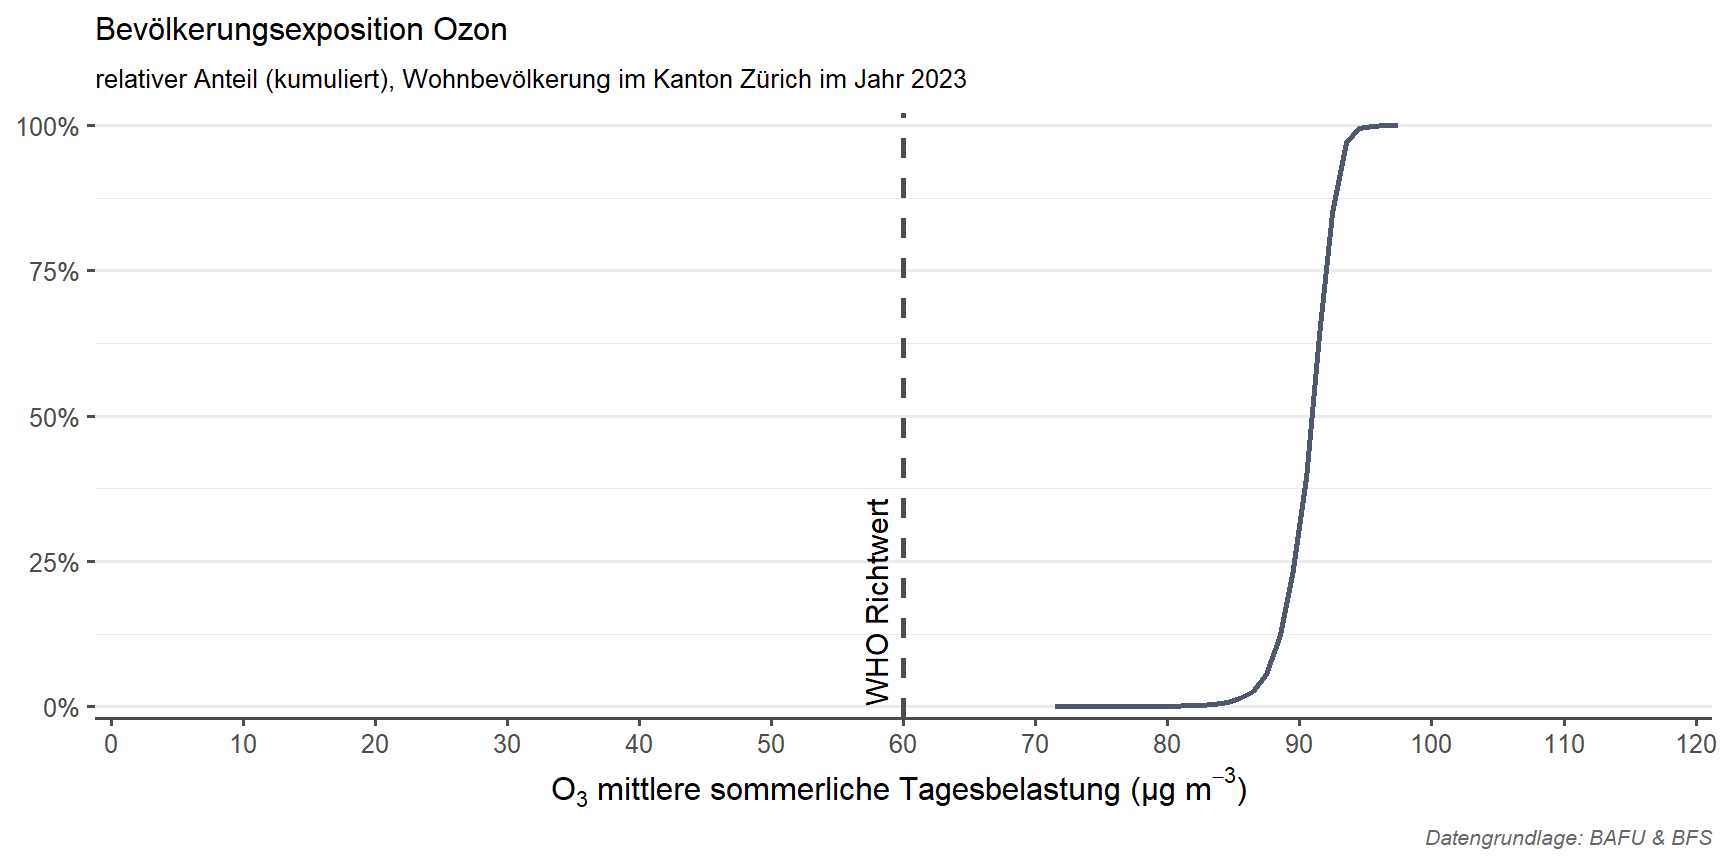 Bevölkerungsexposition Ozon
relativer Anteil (kumuliert), Wohnbevölkerung im Kanton Zürich im Jahr 2023
100%
75%
50%
25%
0%
WHO Richtwert
0 10 20 30 40 50 60 70 80 90 100 110 120
O₃ mittlere sommerliche Tagesbelastung (µg m⁻³)
Datengrundlage: BAFU & BFS